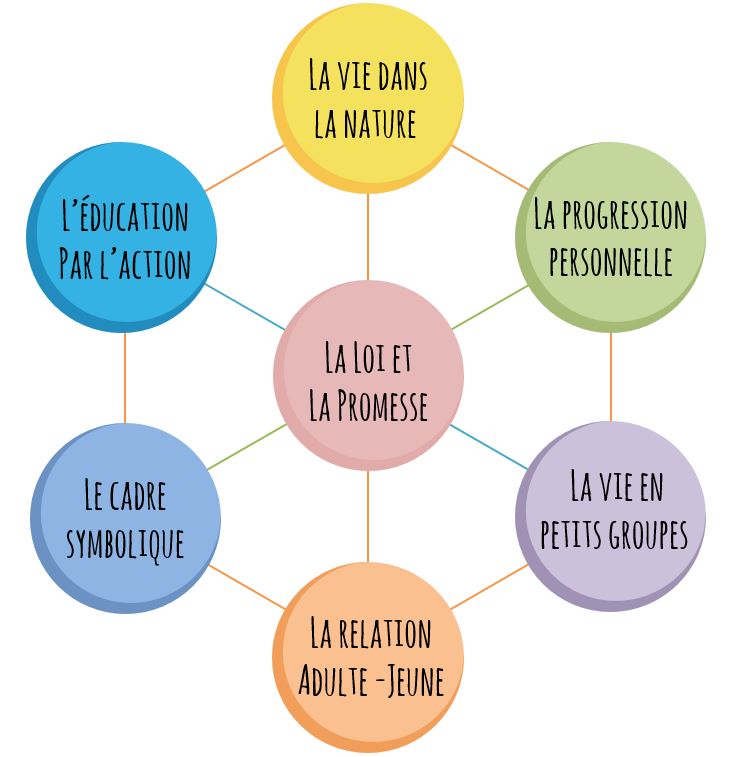 La vie dans
la nature
L'éducation
Par l'action
La progression
personnelle
La Loi et
La Promesse
Le cadre
symbolique
La vie en
petits groupes
La relation
Adulte -Jeune